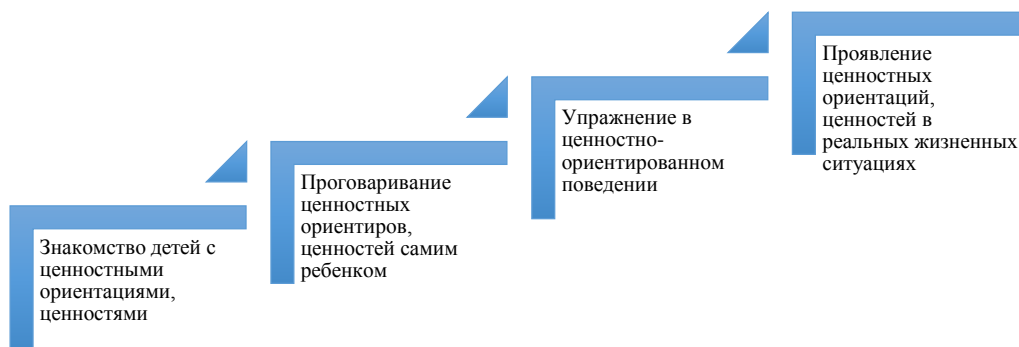 Знакомство детей с
ценностными
ориентациями,
ценностями
Проговаривание
ценностных
ориентиров,
ценностей самим
ребенком
Упражнение в
ценностно-
ориентированном
поведении
Проявление
ценностных
ориентаций,
ценностей в
реальных жизненных
ситуациях